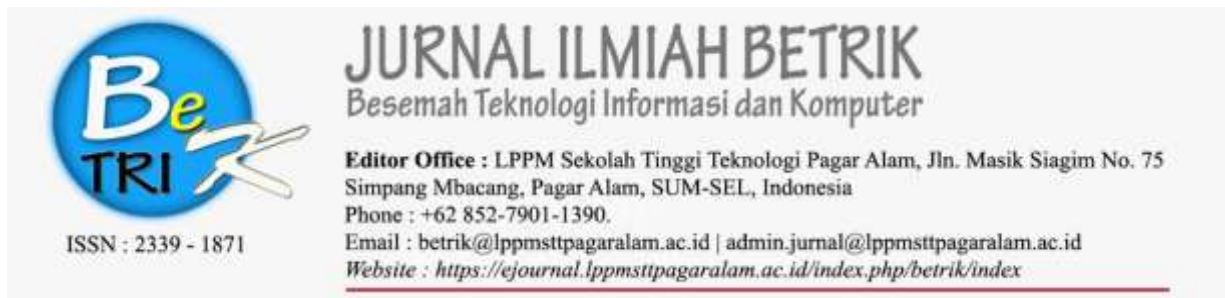 Be
TRI K
ISSN : 2339 - 1871
JURNAL ILMIAH BETRIK
Besemah Teknologi Informasi dan Komputer
Editor Office : LPPM Sekolah Tinggi Teknologi Pagar Alam, Jln. Masik Siagim No. 75
Simpang Mbacang, Pagar Alam, SUM-SEL, Indonesia
Phone : +62 852-7901-1390.
Email : betrik@lppmsttpagaralam.ac.id | admin.jurnal@lppmsttpagaralam.ac.id
Website : https://ejournal.lppmsttpagaralam.ac.id/index.php/betrik/index